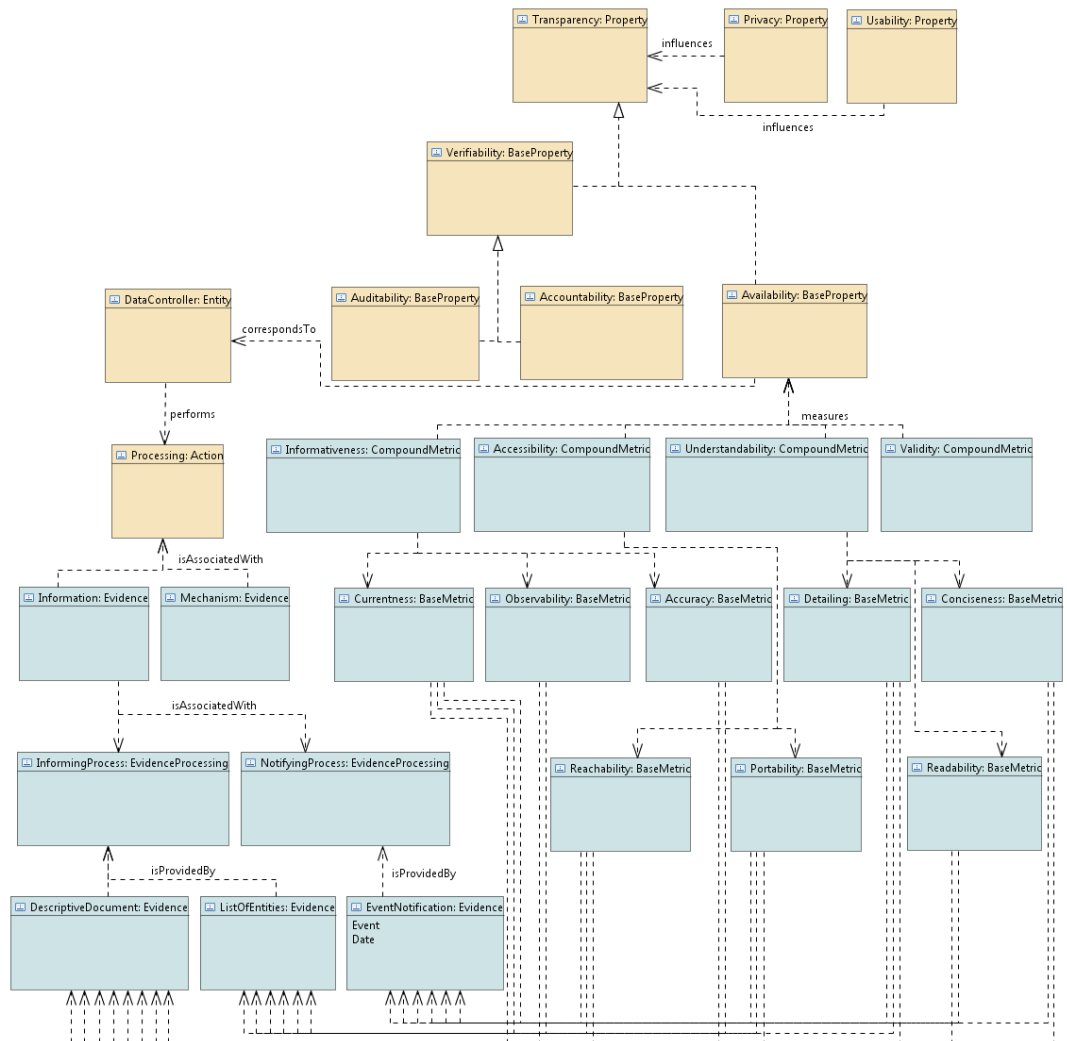 Transparency: Property
Privacy: Property
Usability: Property
influences
influences
Verifiability: BaseProperty
DataController: Entity
Auditability: BaseProperty
Accountability: BaseProperty
Availability: BaseProperty
correspondsTo
performs
measures
Processing: Action
Informativeness: CompoundMetric
Accessibility: CompoundMetric
Understandability: CompoundMetric
Validity: CompoundMetric
isAssociatedWith
Information: Evidence
Mechanism: Evidence
Currentness: BaseMetric
Observability: BaseMetric
Accuracy: BaseMetric
Detailing: BaseMetric
Conciseness: BaseMetric
isAssociatedWith
InformingProcess: EvidenceProcessing
NotifyingProcess: EvidenceProcessing
Reachability: BaseMetric
Portability: BaseMetric
Readability: BaseMetric
isProvidedBy
isProvidedBy
DescriptiveDocument: Evidence
ListOfEntities: Evidence
EventNotification: Evidence
Event
Date